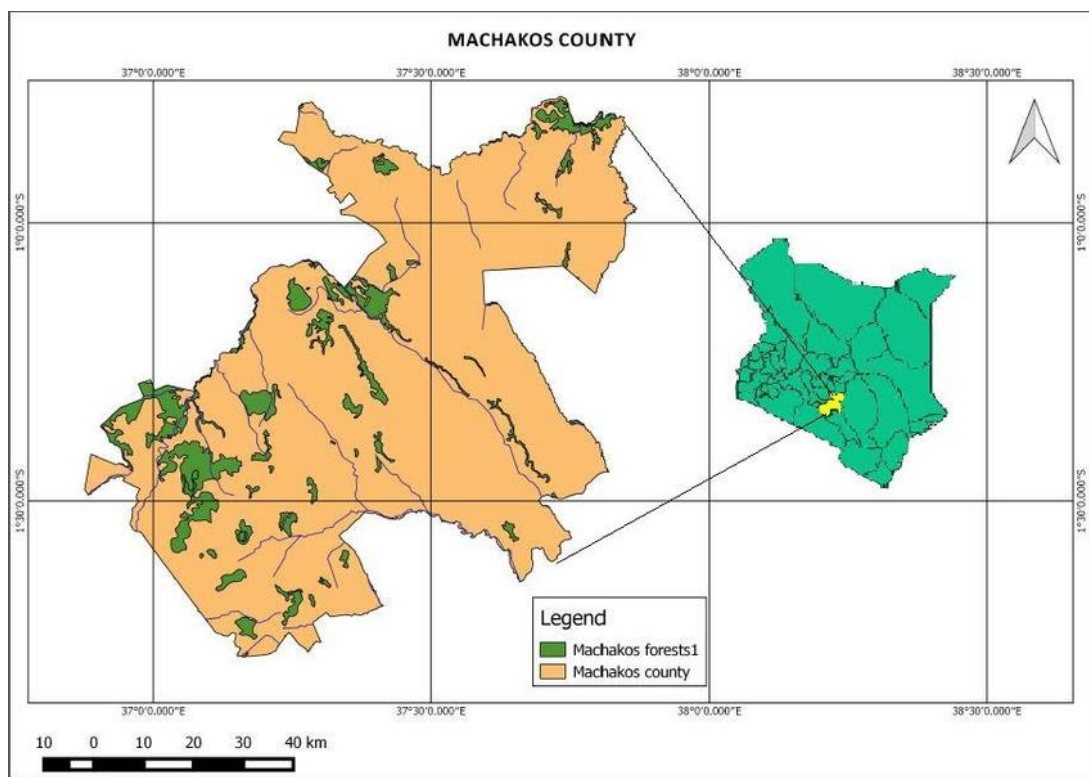 MACHAKOS COUNTY
37°0'0.000"E
37°30'0.000"E
38°0'0.000"E
38°30'0.000"E
1°0'0.000"S
1°0'0.000"S
1°30'0.000"S
1°30'0.000"S
Legend
Machakos forests1
Machakos county
37°0'0.000"E
37°30'0.000"E
38°0'0.000"E
38°30'0.000"E
10 0 10 20 30 40 km